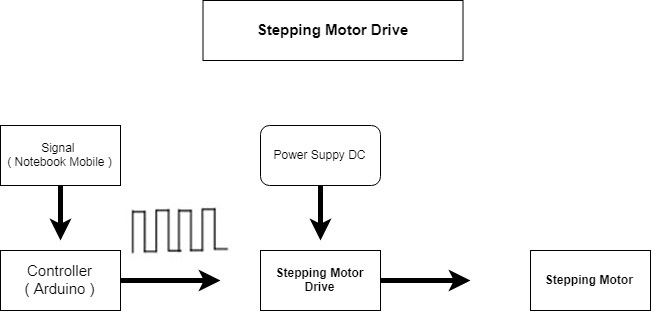 Stepping Motor Drive
Signal
( Notebook Mobile )
Power Suppy DC
Controller
( Arduino )
Stepping Motor
Drive
Stepping Motor